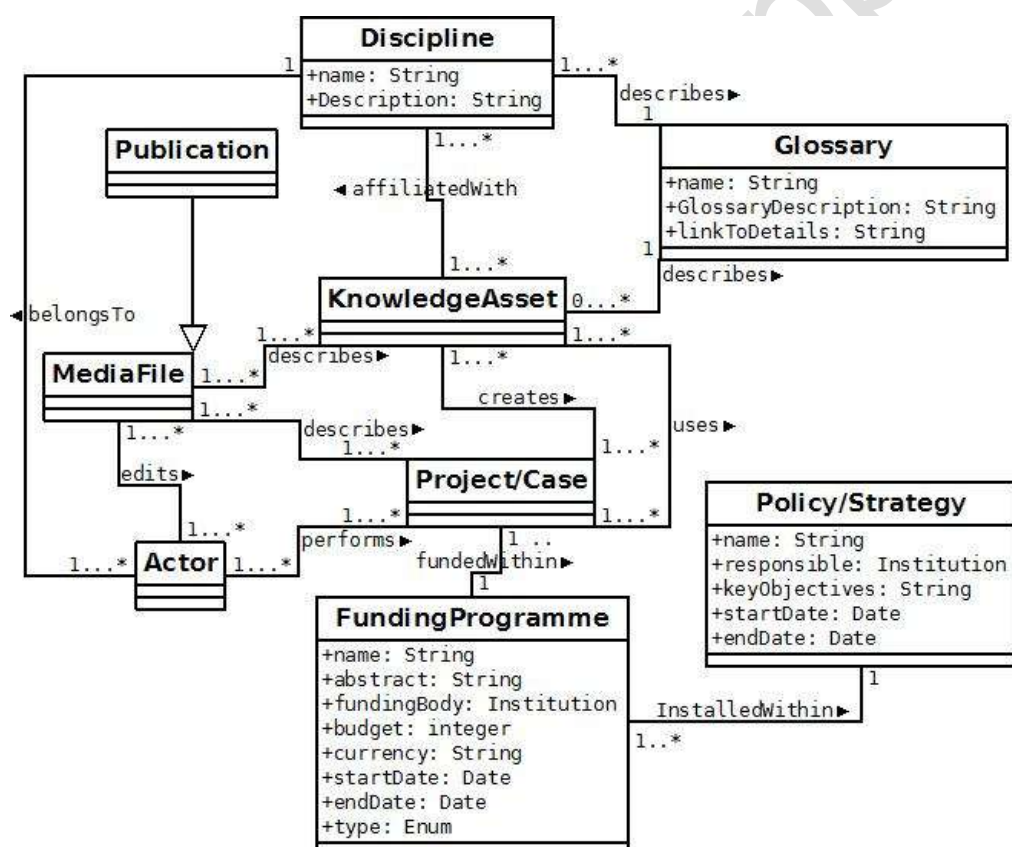 Discipline
+name: String
+Description: String
1
1...*
describes▶
1
Publication
Glossary
+name: String
+GlossaryDescription: String
+linkToDetails: String
1...*
◀affiliatedWith
1
describes▶
1...*
KnowledgeAsset
0...*
◀belongsTo
1...*
describes▶
1...*
1...*
MediaFile
1...*
creates▶
1...*
describes▶
uses▶
1...*
1...*
1...*
edits▶
Project/Case
Policy/Strategy
+name: String
+responsible: Institution
+keyObjectives: String
+startDate: Date
+endDate: Date
1...*
1...*
1...*
performs▶
1 ..
1...*
Actor
1...*
fundedWithin▶
1
FundingProgramme
+name: String
+abstract: String
+fundingBody: Institution
+budget: integer
+currency: String
+startDate: Date
+endDate: Date
+type: Enum
1
InstalledWithin▶
1..*